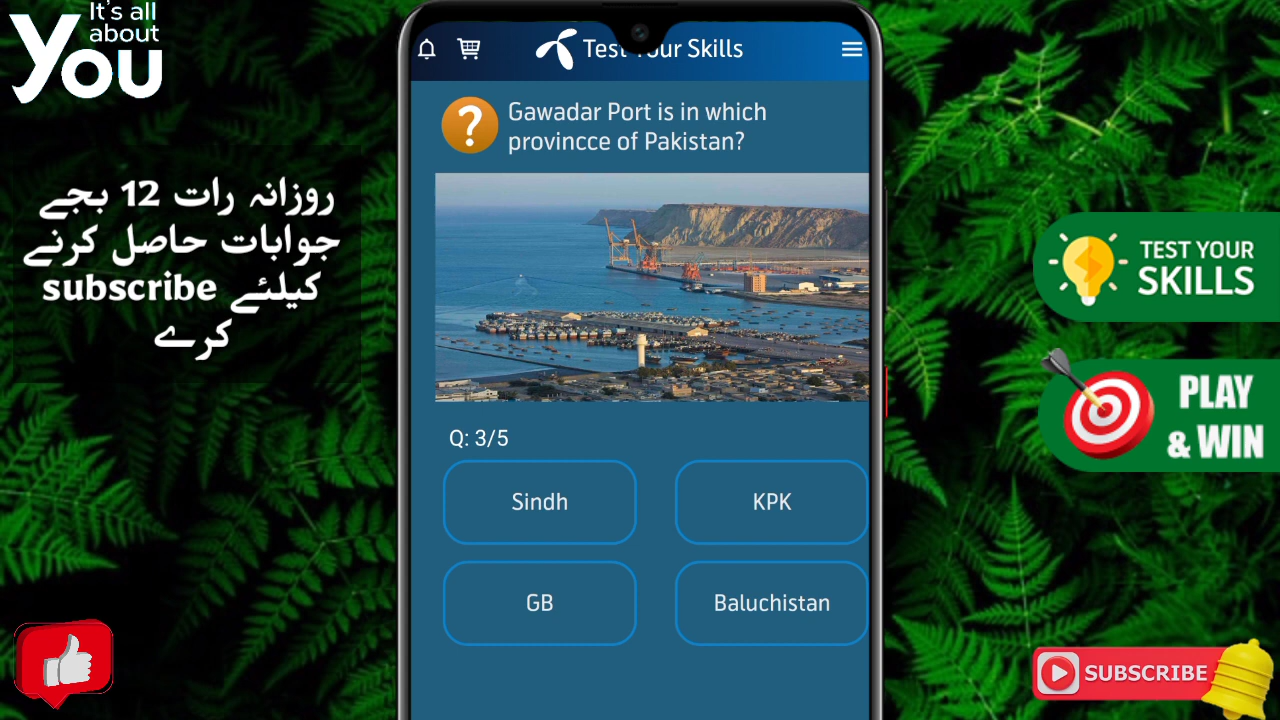 It's all
about
You
روزانہ رات 12 بجے
جوابات حاصل کرنے
کیلئے subscribe
کرے
Test Your Skills
Gawadar Port is in which
provincce of Pakistan?
Q: 3/5
Sindh
KPK
GB
Baluchistan
TEST YOUR
SKILLS
PLAY
& WIN
SUBSCRIBE